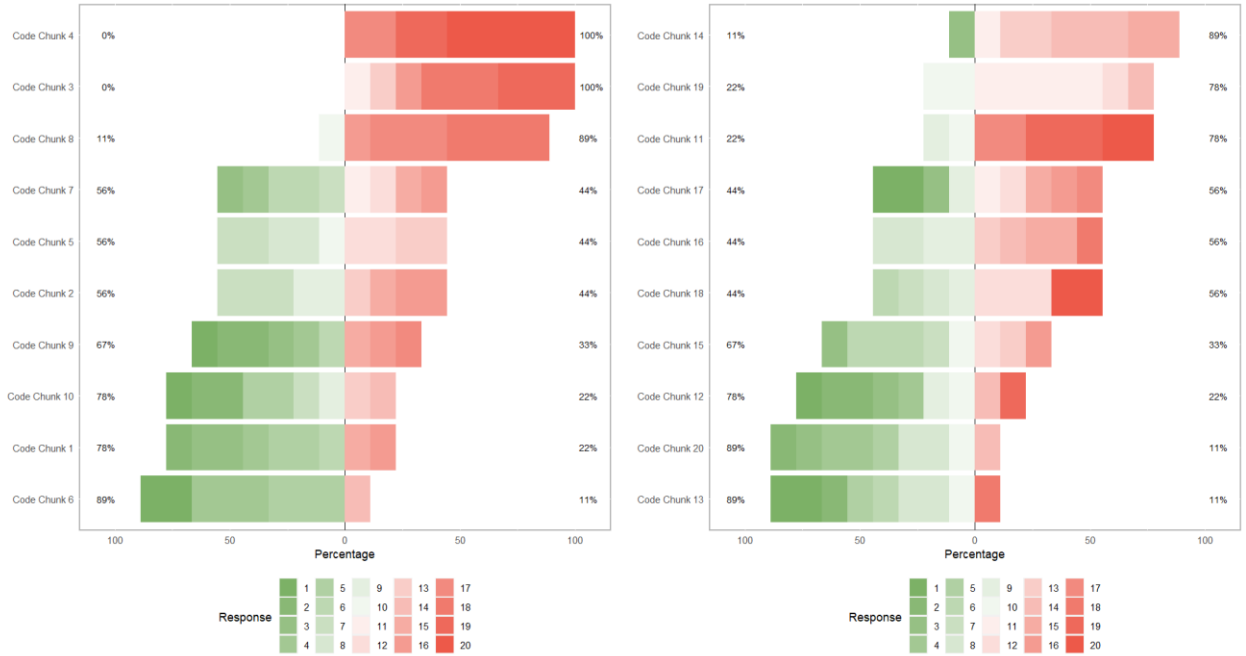 Code Chunk 4 0% 100%
Code Chunk 3 0% 100%
Code Chunk 8 11% 89%
Code Chunk 7 56% 44%
Code Chunk 5 56% 44%
Code Chunk 2 56% 44%
Code Chunk 9 67% 33%
Code Chunk 10 78% 22%
Code Chunk 1 78% 22%
Code Chunk 6 89% 11%
100 50 0 50 100
Percentage
Response
1 5 9 13 17
2 6 10 14 18
3 7 11 15 19
4 8 12 16 20
Code Chunk 14 11% 89%
Code Chunk 19 22% 78%
Code Chunk 11 22% 78%
Code Chunk 17 44% 56%
Code Chunk 16 44% 56%
Code Chunk 18 44% 56%
Code Chunk 15 67% 33%
Code Chunk 12 78% 22%
Code Chunk 20 89% 11%
Code Chunk 13 89% 11%
100 50 0 50 100
Percentage
Response
1 5 9 13 17
2 6 10 14 18
3 7 11 15 19
4 8 12 16 20